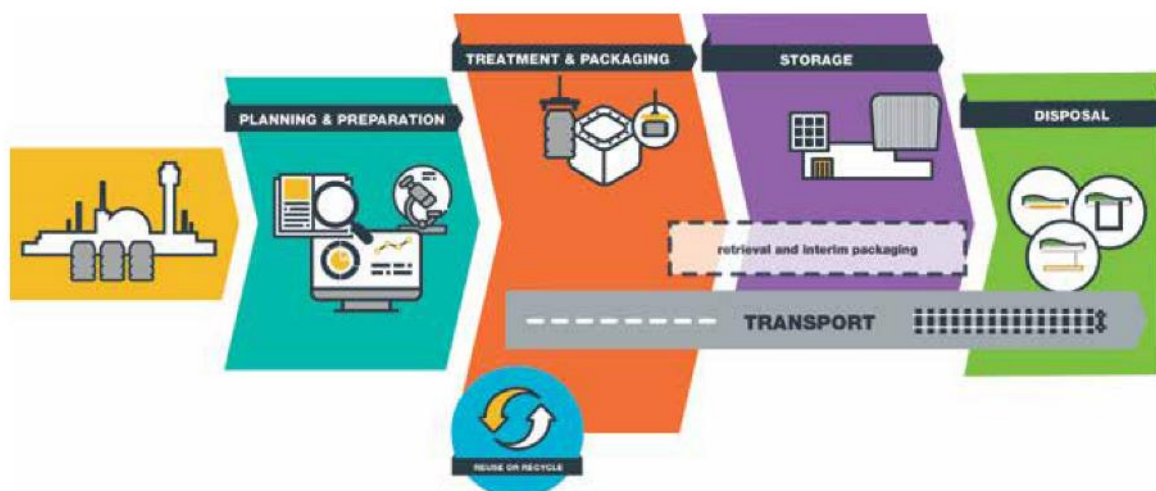 PLANNING & PREPARATION
TREATMENT & PACKAGING
STORAGE
DISPOSAL
retrieval and interim packaging
TRANSPORT
REUSE OR RECYCLE